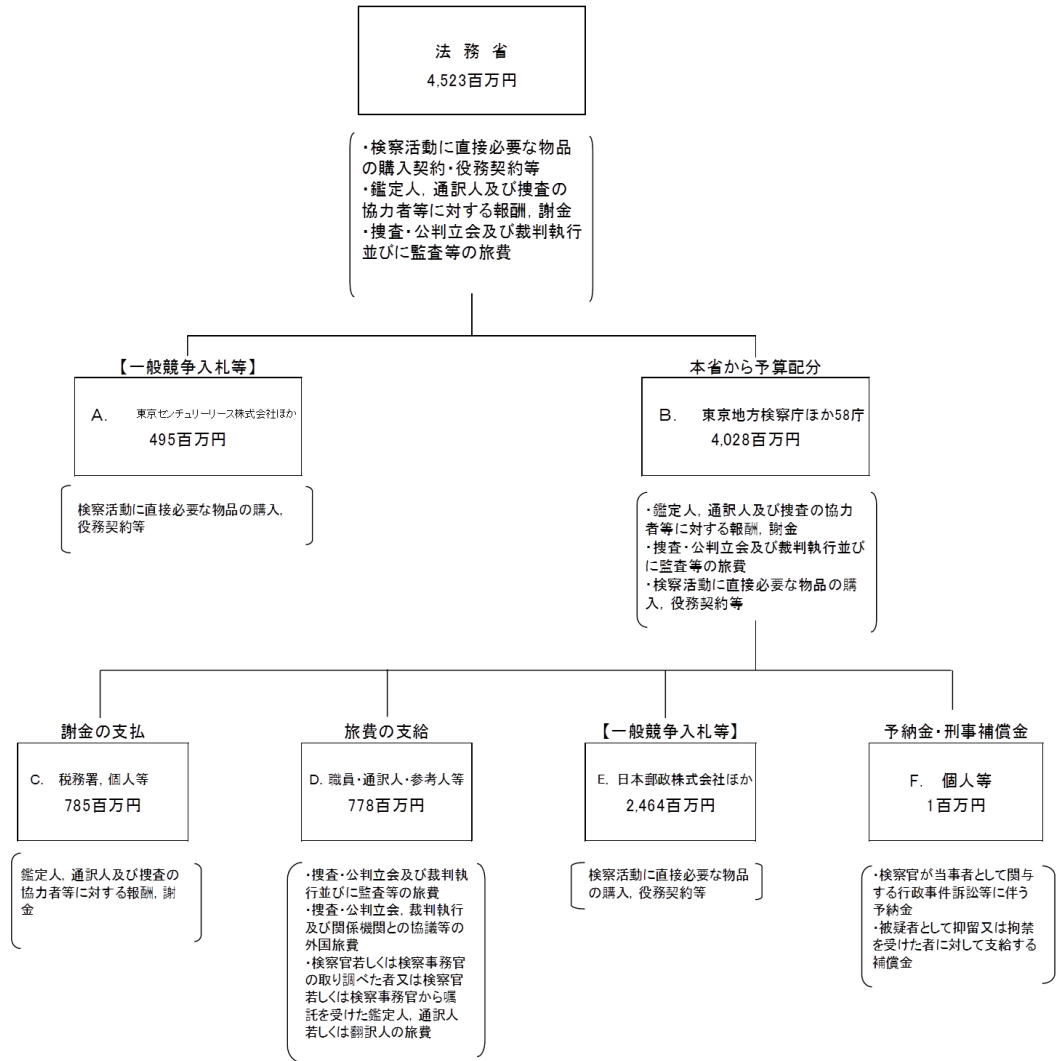 法 務 省
4,523百万円
・検察活動に直接必要な物品
の購入契約・役務契約等
・鑑定人，通訳人及び捜査の
協力者等に対する報酬，謝金
・捜査・公判立会及び裁判執行
並びに監査等の旅費
【一般競争入札等】
A. 東京センチュリーリース株式会社ほか
495百万円
検察活動に直接必要な物品の購入，
役務契約等
本省から予算配分
B. 東京地方検察庁ほか58庁
4,028百万円
・鑑定人，通訳人及び捜査の協力
者等に対する報酬，謝金
・捜査・公判立会及び裁判執行並び
に監査等の旅費
・検察活動に直接必要な物品の購
入，役務契約等
謝金の支払
C. 税務署，個人等
785百万円
鑑定人，通訳人及び捜査の
協力者等に対する報酬，謝
金
旅費の支給
D. 職員・通訳人・参考人等
778百万円
・捜査・公判立会及び裁判執
行並びに監査等の旅費
・捜査・公判立会，裁判執行
及び関係機関との協議等の
外国旅費
・検察官若しくは検察事務官
の取り調べた者又は検察官
若しくは検察事務官から嘱
託を受けた鑑定人，通訳人
若しくは翻訳人の旅費
【一般競争入札等】
E. 日本郵政株式会社ほか
2,464百万円
検察活動に直接必要な物品
の購入，役務契約等
予納金・刑事補償金
F. 個人等
1百万円
・検察官が当事者として関与
する行政事件訴訟等に伴う
予納金
・被疑者として抑留又は拘禁
を受けた者に対して支給する
補償金